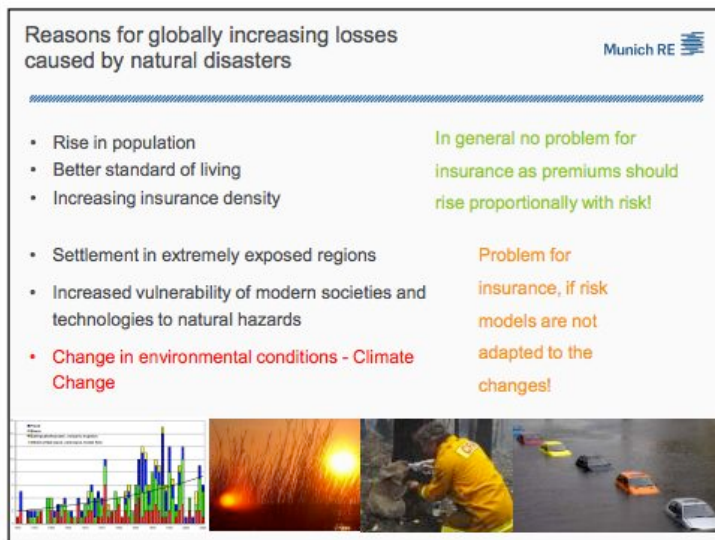 Reasons for globally increasing losses
caused by natural disasters
Munich RE
• Rise in population
• Better standard of living
• Increasing insurance density
In general no problem for
insurance as premiums should
rise proportionally with risk!
• Settlement in extremely exposed regions
• Increased vulnerability of modern societies and
technologies to natural hazards
• Change in environmental conditions - Climate
Change
Problem for
insurance, if risk
models are not
adapted to the
changes!